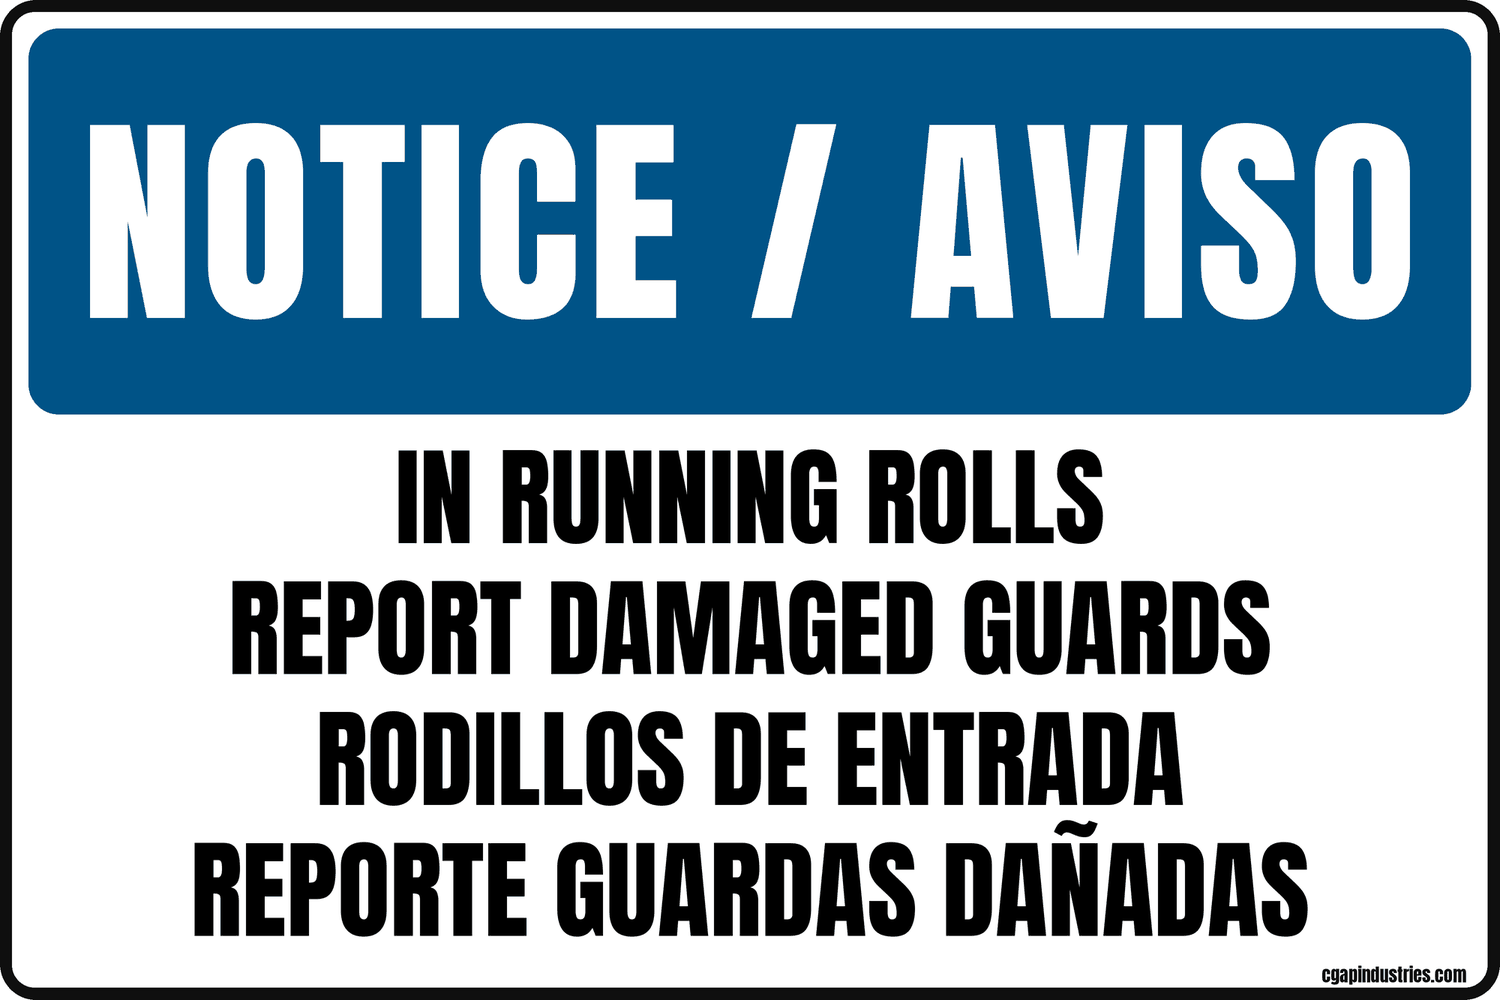 NOTICE / AVISO
IN RUNNING ROLLS
REPORT DAMAGED GUARDS
RODILLOS DE ENTRADA
REPORTE GUARDAS DAÑADAS
cgapindustries.com